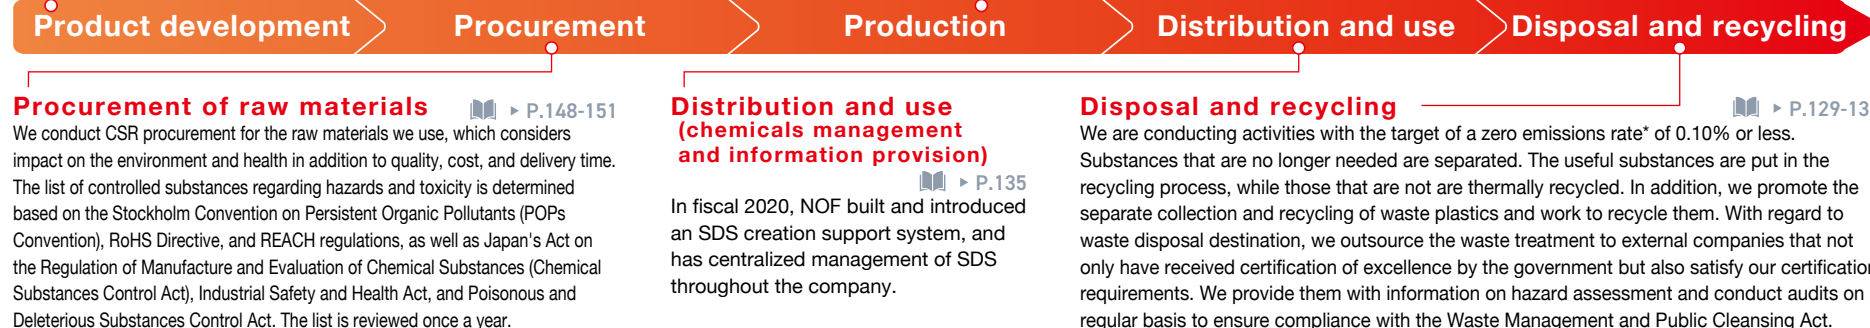 Product development Procurement Production Distribution and use Disposal and recycling
Procurement of raw materials ▸ P.148-151
We conduct CSR procurement for the raw materials we use, which considers
impact on the environment and health in addition to quality, cost, and delivery time.
The list of controlled substances regarding hazards and toxicity is determined
based on the Stockholm Convention on Persistent Organic Pollutants (POPs
Convention), RoHS Directive, and REACH regulations, as well as Japan's Act on
the Regulation of Manufacture and Evaluation of Chemical Substances (Chemical
Substances Control Act), Industrial Safety and Health Act, and Poisonous and
Deleterious Substances Control Act. The list is reviewed once a year.
Distribution and use
(chemicals management
and information provision)
▸ P.135
In fiscal 2020, NOF built and introduced
an SDS creation support system, and
has centralized management of SDS
throughout the company.
Disposal and recycling ▸ P.129-13
We are conducting activities with the target of a zero emissions rate* of 0.10% or less.
Substances that are no longer needed are separated. The useful substances are put in the
recycling process, while those that are not are thermally recycled. In addition, we promote the
separate collection and recycling of waste plastics and work to recycle them. With regard to
waste disposal destination, we outsource the waste treatment to external companies that not
only have received certification of excellence by the government but also satisfy our certification
requirements. We provide them with information on hazard assessment and conduct audits on
regular basis to ensure compliance with the Waste Management and Public Cleansing Act.